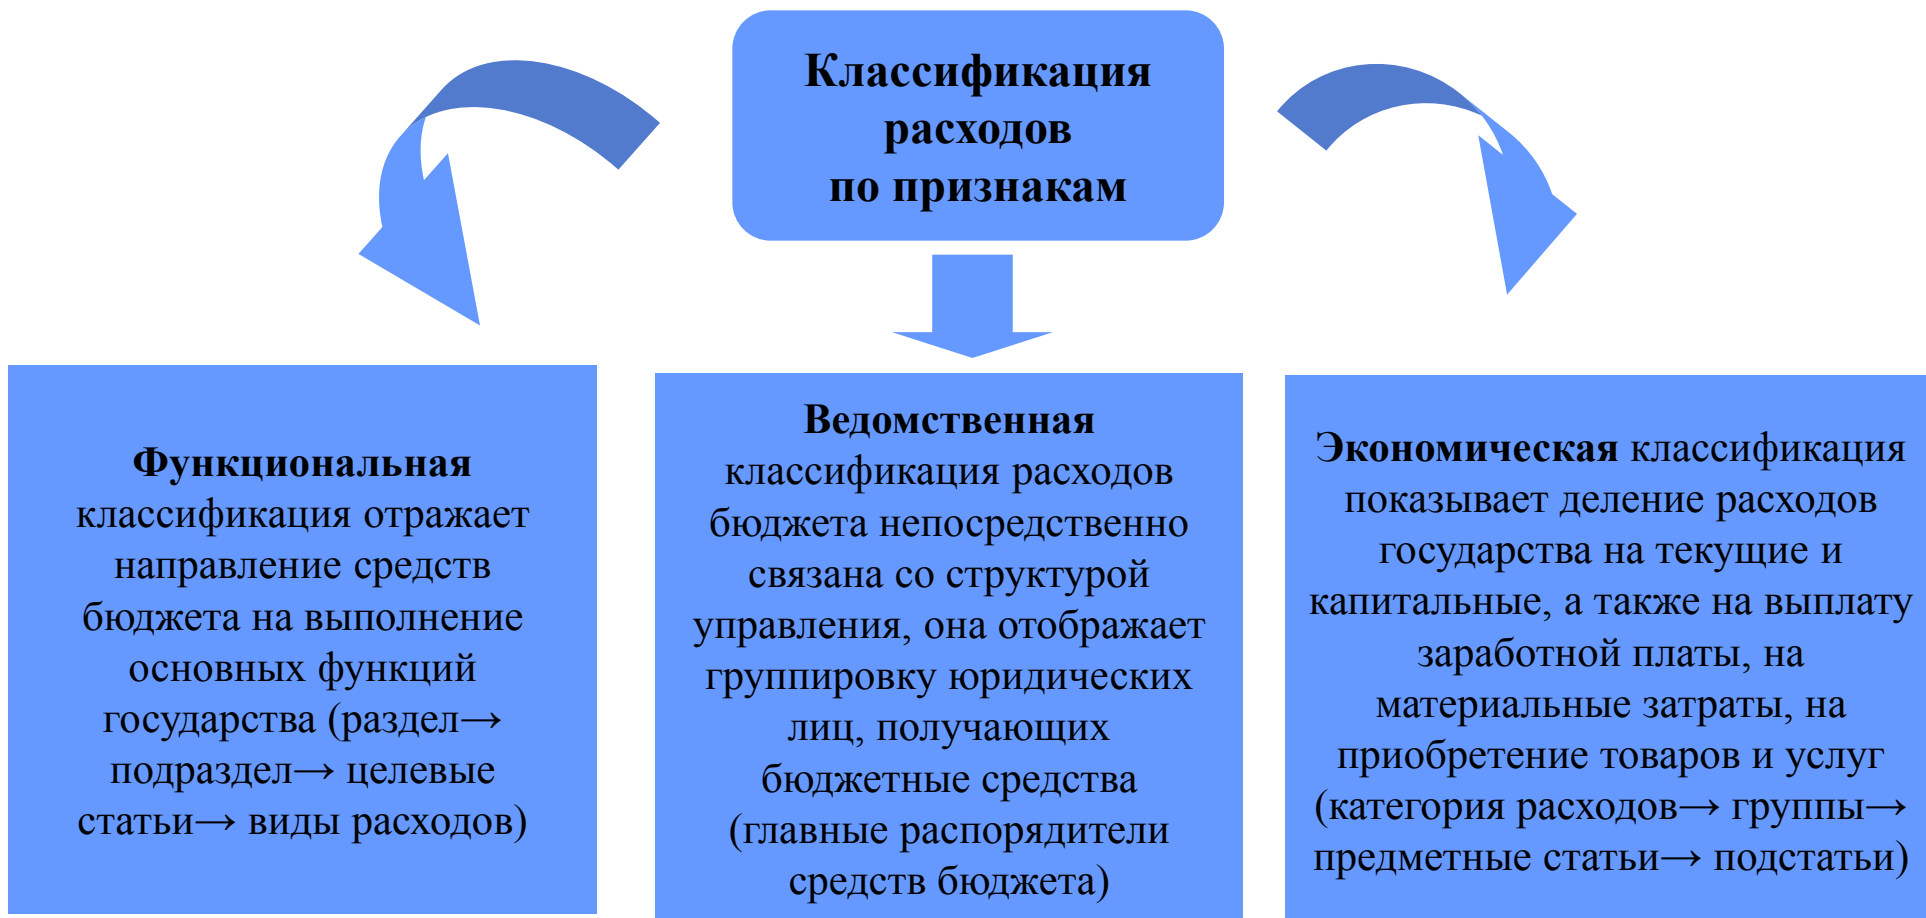 Классификация
расходов
по признакам
Функциональная
классификация отражает
направление средств
бюджета на выполнение
основных функций
государства (раздел→
подраздел→ целевые
статьи→ виды расходов)
Ведомственная
классификация расходов
бюджета непосредственно
связана со структурой
управления, она отображает
группировку юридических
лиц, получающих
бюджетные средства
(главные распорядители
средств бюджета)
Экономическая классификация
показывает деление расходов
государства на текущие и
капитальные, а также на выплату
заработной платы, на
материальные затраты, на
приобретение товаров и услуг
(категория расходов→ группы→
предметные статьи→ подстатьи)